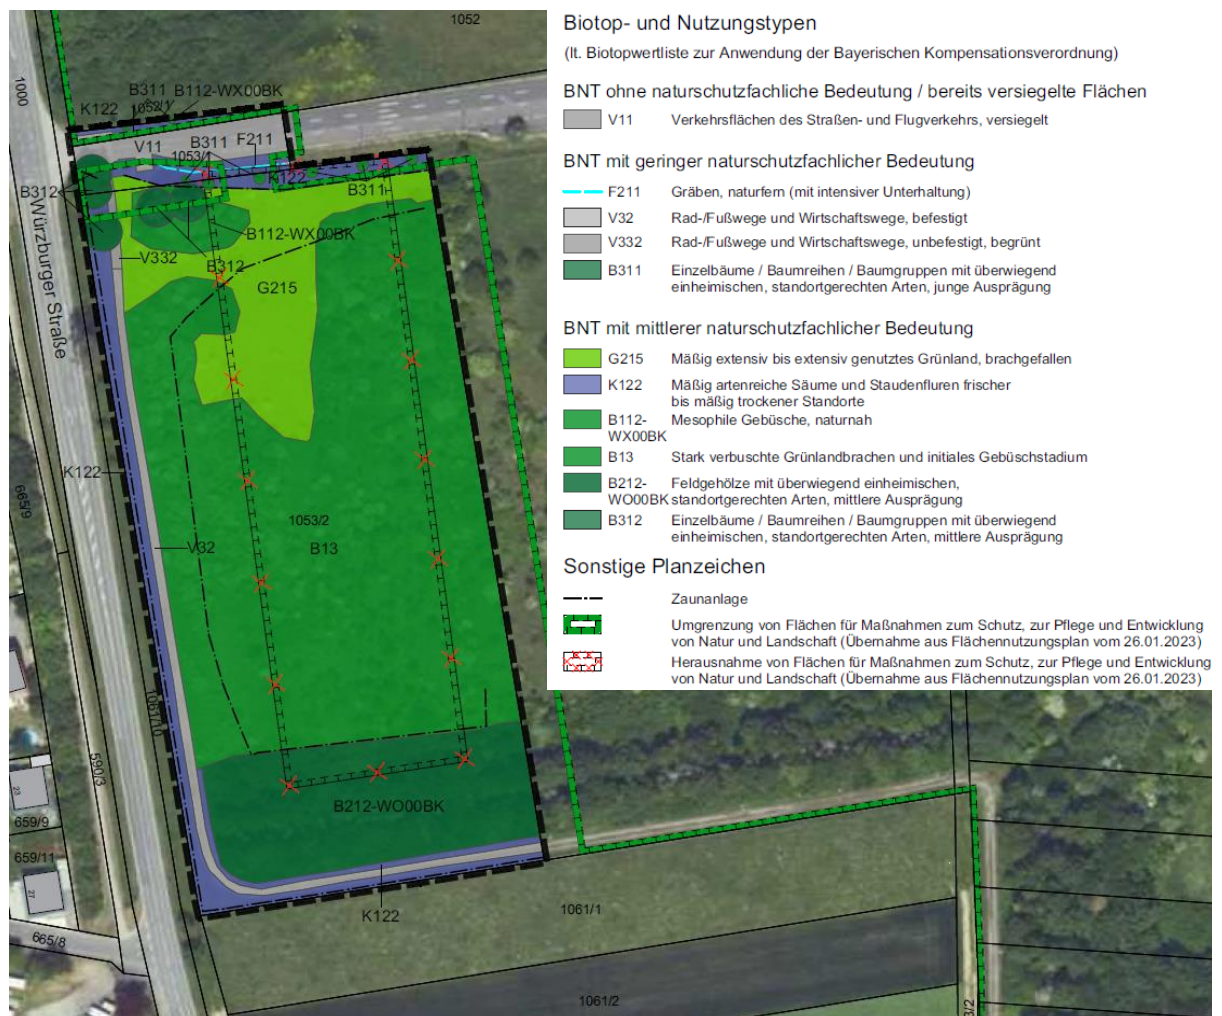 1052
1000
B311
B112-WX00BK
K122
1052/1
V11
B311
F211
1053/1
K122
B311
B312
B112-WX00BK
V332
B312
G215
Würzburger Straße
K122
665/9
1053/2
B13
V32
590/3
23
659/9
659/11
27
665/8
B212-WO00BK
K122
1061/1
1061/2
Biotop- und Nutzungstypen
(lt. Biotopwertliste zur Anwendung der Bayerischen Kompensationsverordnung)
BNT ohne naturschutzfachliche Bedeutung / bereits versiegelte Flächen
V11 Verkehrsflächen des Straßen- und Flugverkehrs, versiegelt
BNT mit geringer naturschutzfachlicher Bedeutung
F211 Gräben, naturfern (mit intensiver Unterhaltung)
V32 Rad-/Fußwege und Wirtschaftswege, befestigt
V332 Rad-/Fußwege und Wirtschaftswege, unbefestigt, begrünt
B311 Einzelbäume / Baumreihen / Baumgruppen mit überwiegend
einheimischen, standortgerechten Arten, junge Ausprägung
BNT mit mittlerer naturschutzfachlicher Bedeutung
G215 Mäßig extensiv bis extensiv genutztes Grünland, brachgefallen
K122 Mäßig artenreiche Säume und Staudenfluren frischer
bis mäßig trockener Standorte
B112- Mesophile Gebüsche, naturnah
WX00BK
B13 Stark verbuschte Grünlandbrachen und initiales Gebüschstadium
B212- Feldgehölze mit überwiegend einheimischen,
WO00BK standortgerechten Arten, mittlere Ausprägung
B312 Einzelbäume / Baumreihen / Baumgruppen mit überwiegend
einheimischen, standortgerechten Arten, mittlere Ausprägung
Sonstige Planzeichen
Zaunanlage
Umgrenzung von Flächen für Maßnahmen zum Schutz, zur Pflege und Entwicklung
von Natur und Landschaft (Übernahme aus Flächennutzungsplan vom 26.01.2023)
Herausnahme von Flächen für Maßnahmen zum Schutz, zur Pflege und Entwicklung
von Natur und Landschaft (Übernahme aus Flächennutzungsplan vom 26.01.2023)